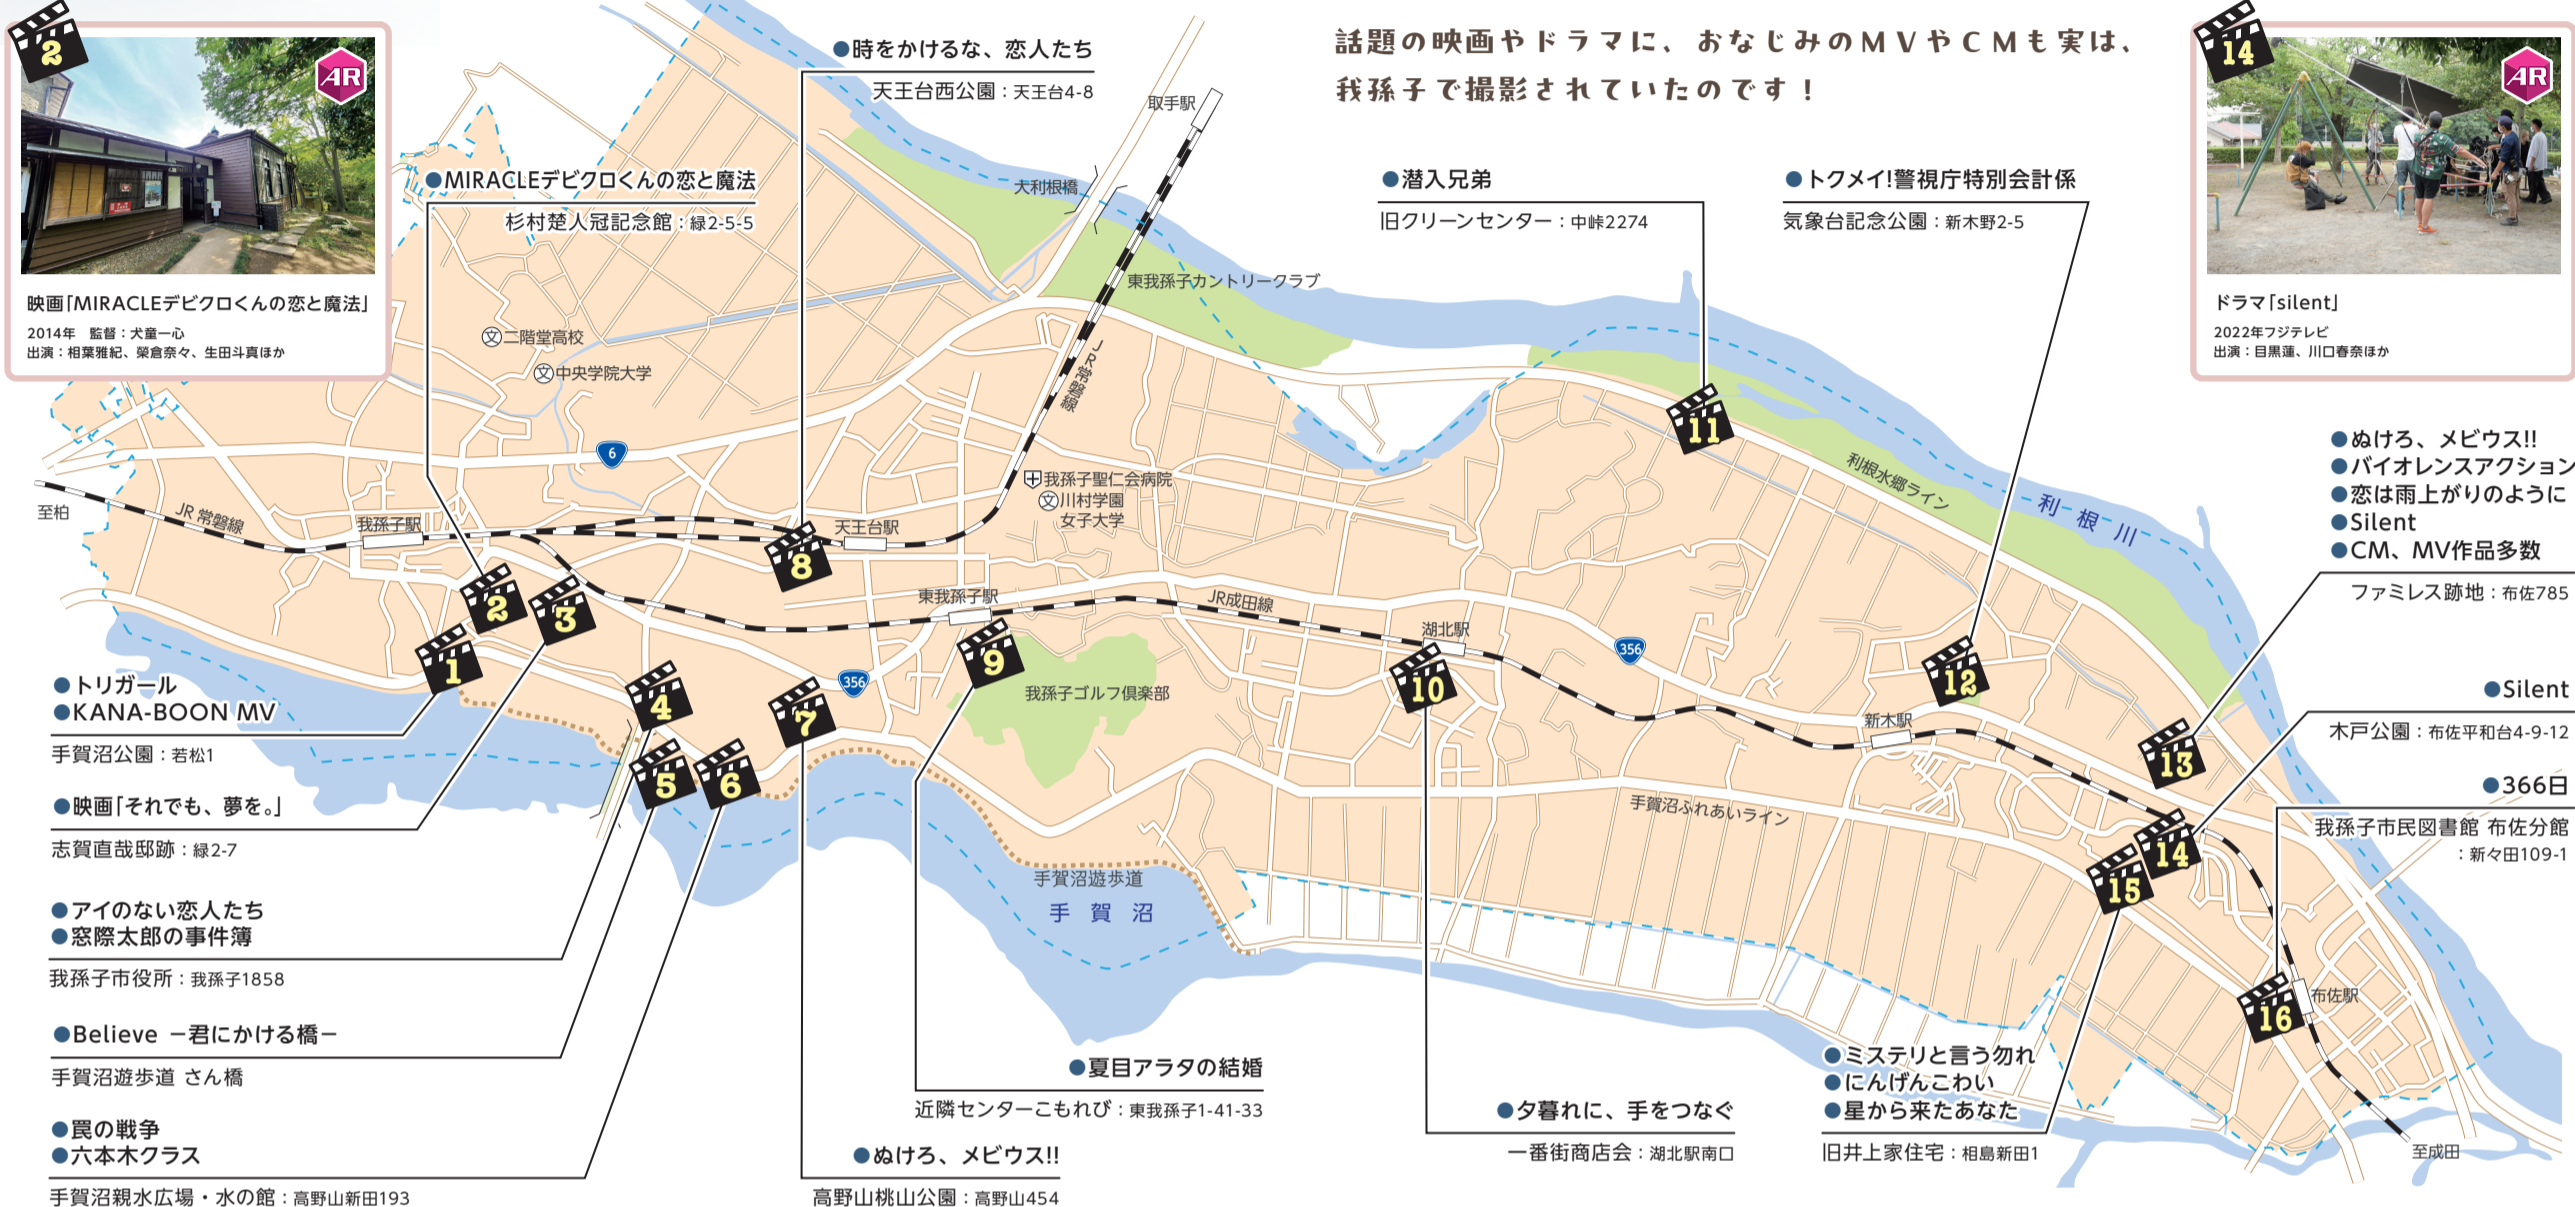 話題の映画やドラマに、おなじみのMVやCMも実は、
我孫子で撮影されていたのです！
2
AR
映画「MIRACLEデビクロくんの恋と魔法」
2014年　監督：犬童一心
出演：相葉雅紀、榮倉奈々、生田斗真ほか
14
AR
ドラマ「silent」
2022年フジテレビ
出演：目黒蓮、川口春奈ほか
●時をかけるな、恋人たち
天王台西公園：天王台4-8
●MIRACLEデビクロくんの恋と魔法
杉村楚人冠記念館：緑2-5-5
●潜入兄弟
旧クリーンセンター：中峠2274
●トクメイ!警視庁特別会計係
気象台記念公園：新木野2-5
●ぬけろ、メビウス!!
●バイオレンスアクション
●恋は雨上がりのように
●Silent
●CM、MV作品多数
ファミレス跡地：布佐785
●Silent
木戸公園：布佐平和台4-9-12
●366日
我孫子市民図書館 布佐分館
：新々田109-1
●トリガール
●KANA-BOON MV
手賀沼公園：若松1
●映画「それでも、夢を。」
志賀直哉邸跡：緑2-7
●アイのない恋人たち
●窓際太郎の事件簿
我孫子市役所：我孫子1858
●Believe －君にかける橋－
手賀沼遊歩道 さん橋
●罠の戦争
●六本木クラス
手賀沼親水広場・水の館：高野山新田193
●ぬけろ、メビウス!!
高野山桃山公園：高野山454
●夏目アラタの結婚
近隣センターこもれび：東我孫子1-41-33
●夕暮れに、手をつなぐ
一番街商店会：湖北駅南口
●ミステリと言う勿れ
●にんげんこわい
●星から来たあなた
旧井上家住宅：相島新田1
取手駅
大利根橋
東我孫子カントリークラブ
JR常磐線
文
二階堂高校
文
中央学院大学
6
至柏
JR 常磐線
我孫子駅
天王台駅
我孫子聖仁会病院
文
川村学園
女子大学
東我孫子駅
JR成田線
湖北駅
356
356
我孫子ゴルフ倶楽部
利根水郷ライン
利根川
新木駅
手賀沼ふれあいライン
手賀沼遊歩道
手賀沼
布佐駅
至成田
1
2
3
4
5
6
7
8
9
10
11
12
13
14
15
16